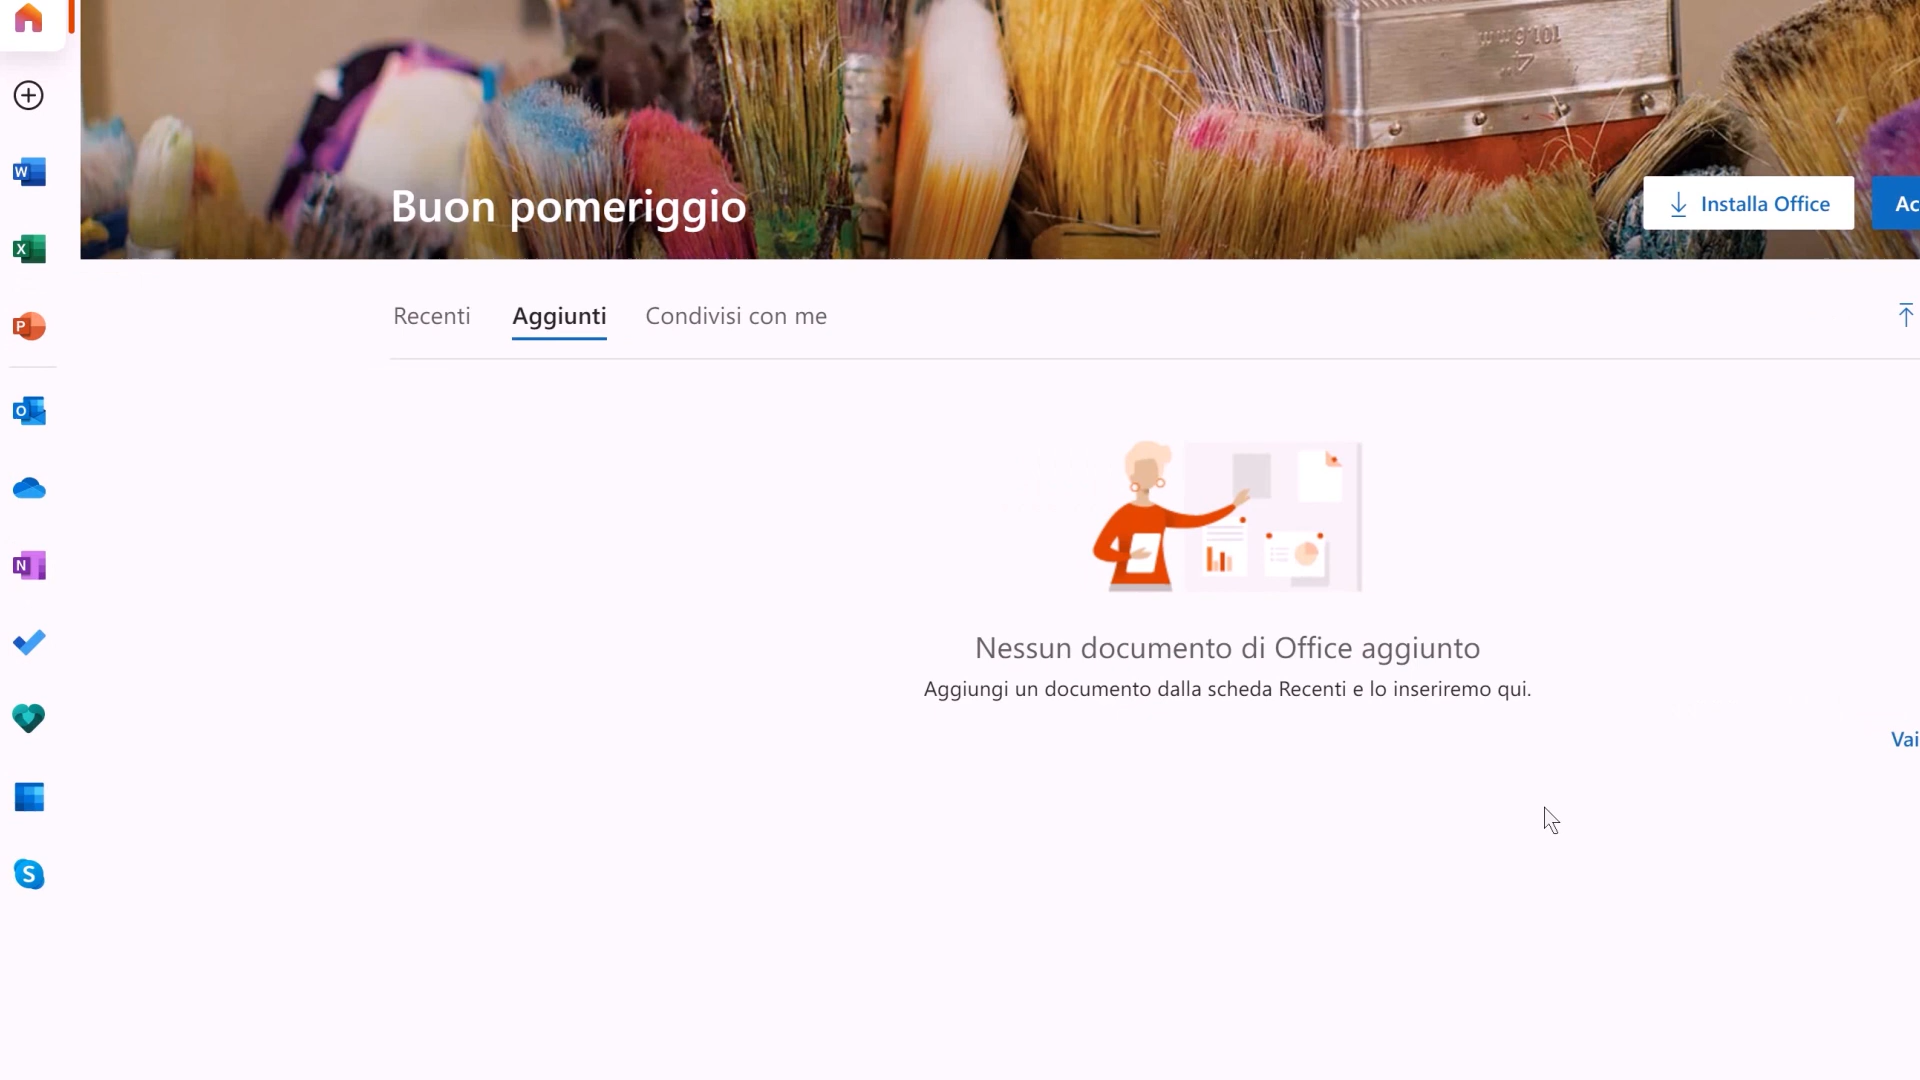 Buon pomeriggio
Installa Office
Ac
Recenti
Aggiunti
Condivisi con me
Nessun documento di Office aggiunto
Aggiungi un documento dalla scheda Recenti e lo inseriremo qui.
Vai
W
X
P
O
N
S